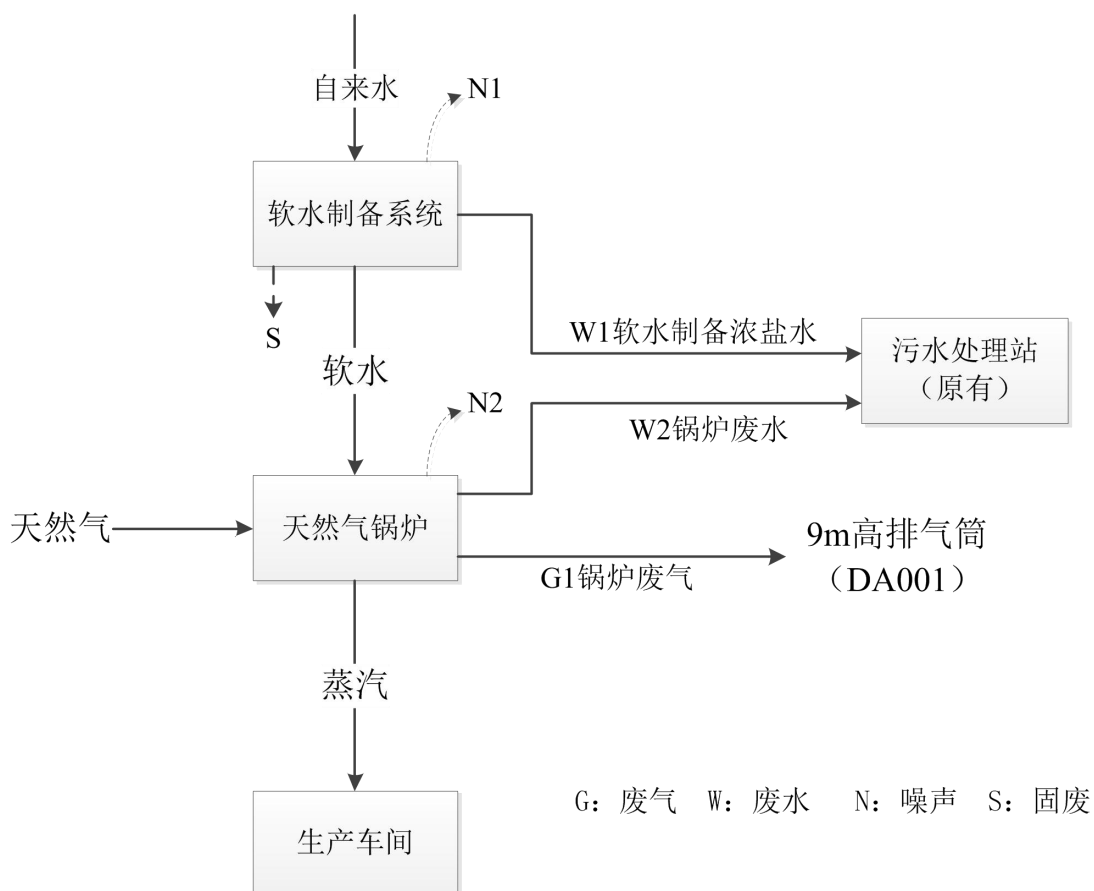 自来水
N1
软水制备系统
S
W1软水制备浓盐水
污水处理站
（原有）
软水
N2
W2锅炉废水
天然气
天然气锅炉
9m高排气筒
（DA001）
G1锅炉废气
蒸汽
G：废气 W：废水 N：噪声 S：固废
生产车间